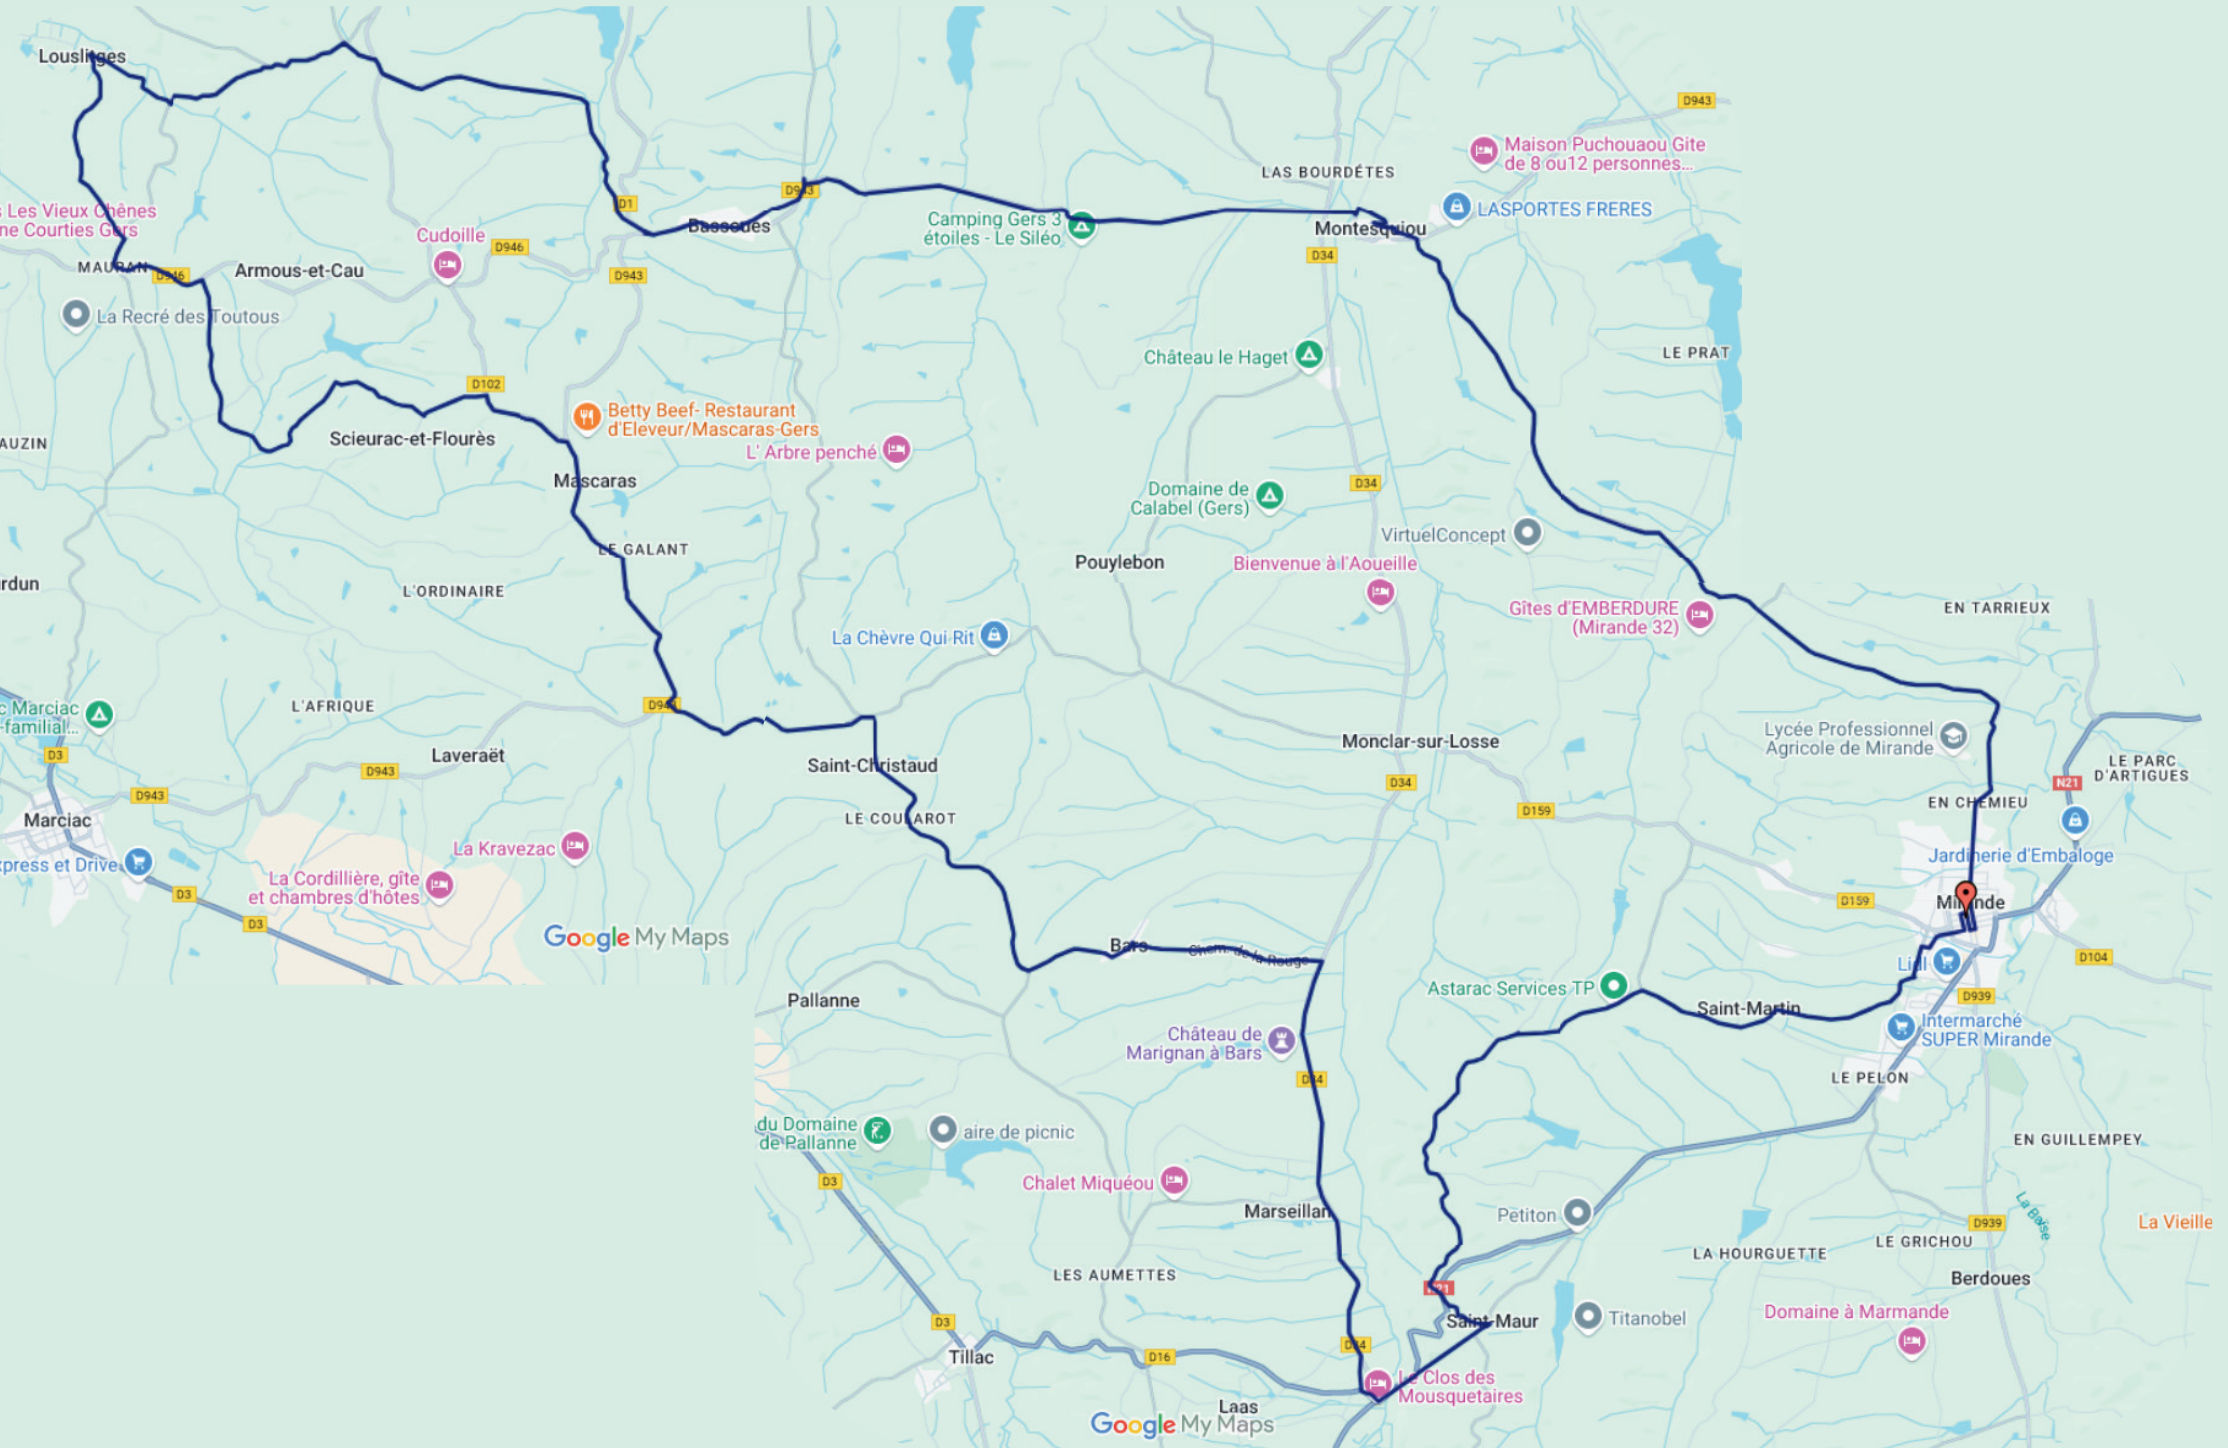 Louslitges
D943
Maison Puchouaou Gite
de 8 ou12 personnes...
LAS BOURDÈTES
Les Vieux Chênes
ne Courties Gers
D1
D943
Bassoues
Camping Gers 3
étoiles - Le Siléo
LASPORTES FRERES
Montesquiou
Cudoille
D946
D34
MAURAN
D946
Armous-et-Cau
D943
La Recré des Toutous
Château le Haget
LE PRAT
D102
Betty Beef- Restaurant
d'Eleveur/Mascaras-Gers
AUZIN
Scieurac-et-Flourès
L' Arbre penché
Mascaras
D34
Domaine de
Calabel (Gers)
VirtuelConcept
LE GALANT
Pouylebon
Bienvenue à l'Aoueille
rdun
L'ORDINAIRE
Gîtes d'EMBERDURE
(Mirande 32)
EN TARRIEUX
La Chèvre Qui Rit
c Marciac
-familial...
L'AFRIQUE
D943
Lycée Professionnel
Agricole de Mirande
Monclar-sur-Losse
D3
Laveraët
D943
Saint-Christaud
LE PARC
D'ARTIGUES
N21
D34
D943
EN CHEMIEU
D159
Marciac
LE COULAROT
La Kravezac
Jardinerie d'Embaloge
xpress et Drive
D3
La Cordillière, gîte
et chambres d'hôtes
D159
Mirande
D3
Google My Maps
Bars
Chem. de la Rouge
Lidl
D104
Astarac Services TP
D939
Pallanne
Saint-Martin
Intermarché
SUPER Mirande
Château de
Marignan à Bars
D34
LE PELON
du Domaine
de Pallanne
aire de picnic
EN GUILLEMPEY
D3
Chalet Miquéou
Marseillan
Petiton
La Baïse
D939
La Vieille
LE GRICHOU
LA HOURGUETTE
LES AUMETTES
N21
Berdoues
D3
Saint-Maur
Titanobel
Domaine à Marmande
D34
Tillac
D16
Le Clos des
Mousquetaires
Laas
Google My Maps